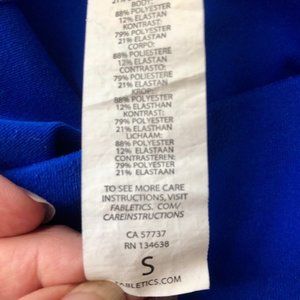 BODY:
88% POLYESTER
12% ELASTAN
KONTRAST:
79% POLYESTER
21% ELASTAN
CORPO:
88% POLIESTERE
12% ELASTAN
CONTRASTO:
79% POLIESTERE
21% ELASTAN
KROP:
88% POLYESTER
12% ELASTHAN
KONTRAST:
79% POLYESTER
21% ELASTHAN
LICHAAM:
88% POLYESTER
12% ELASTAAN
CONTRASTEREN:
79% POLYESTER
21% ELASTAAN
TO SEE MORE CARE
INSTRUCTIONS, VISIT
FABLETICS. COM/
CAREINSTRUCTIONS
CA 57737
RN 134638
S
FABLETICS.COM